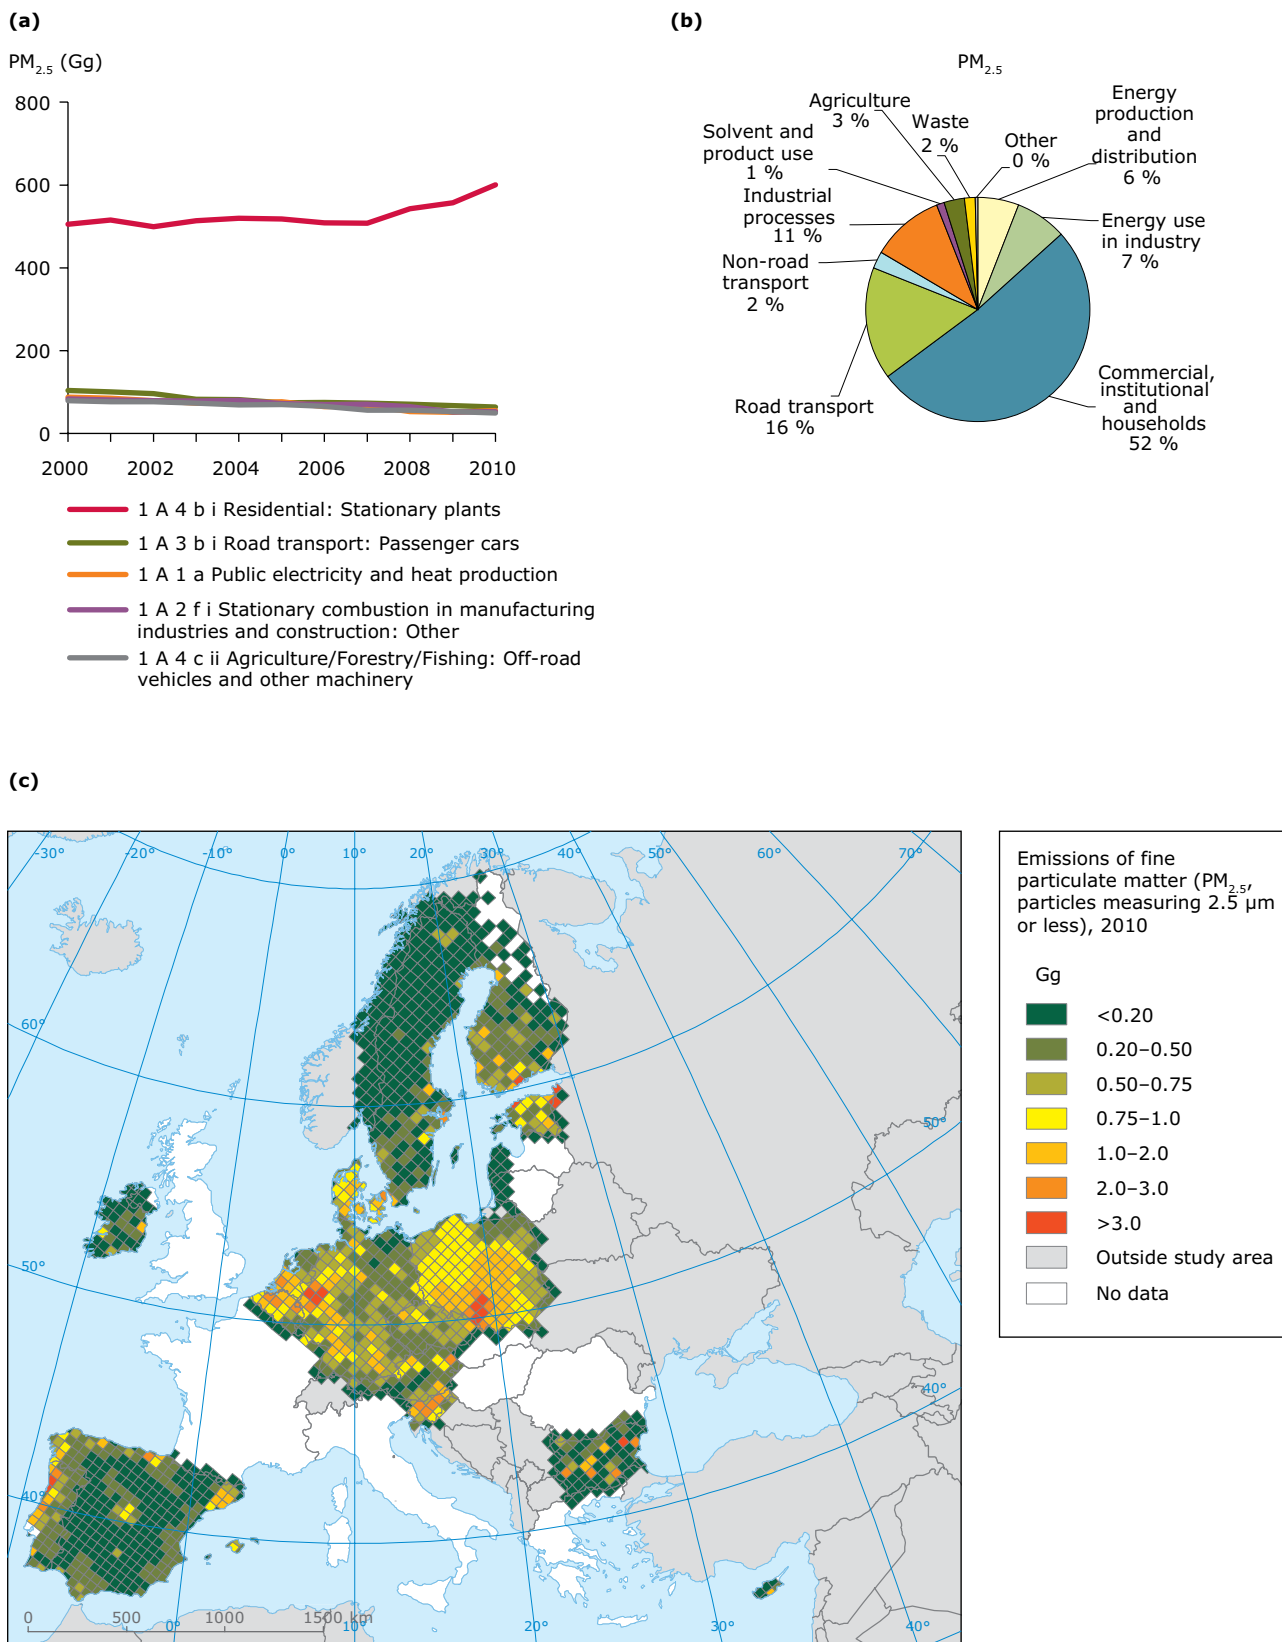 (a)
PM2.5 (Gg)
800
600
400
200
0
2000
2002
2004
2006
2008
2010
1 A 4 b i Residential: Stationary plants
1 A 3 b i Road transport: Passenger cars
1 A 1 a Public electricity and heat production
1 A 2 f i Stationary combustion in manufacturing
industries and construction: Other
1 A 4 c ii Agriculture/Forestry/Fishing: Off-road
vehicles and other machinery
(b)
PM2.5
Energy
production
and
distribution
6 %
Energy use
in industry
7 %
Commercial,
institutional
and
households
52 %
Road transport
16 %
Non-road
transport
2 %
Industrial
processes
11 %
Solvent and
product use
1 %
Agriculture
3 %
Waste
2 %
Other
0 %
(c)
-30°
-20°
-10°
0°
10°
20°
30°
40°
50°
60°
70°
60°
50°
50°
40°
40°
0
500
1000
1500 km
0°
10°
20°
30°
40°
Emissions of fine
particulate matter (PM2.5,
particles measuring 2.5 µm
or less), 2010
Gg
<0.20
0.20–0.50
0.50–0.75
0.75–1.0
1.0–2.0
2.0–3.0
>3.0
Outside study area
No data